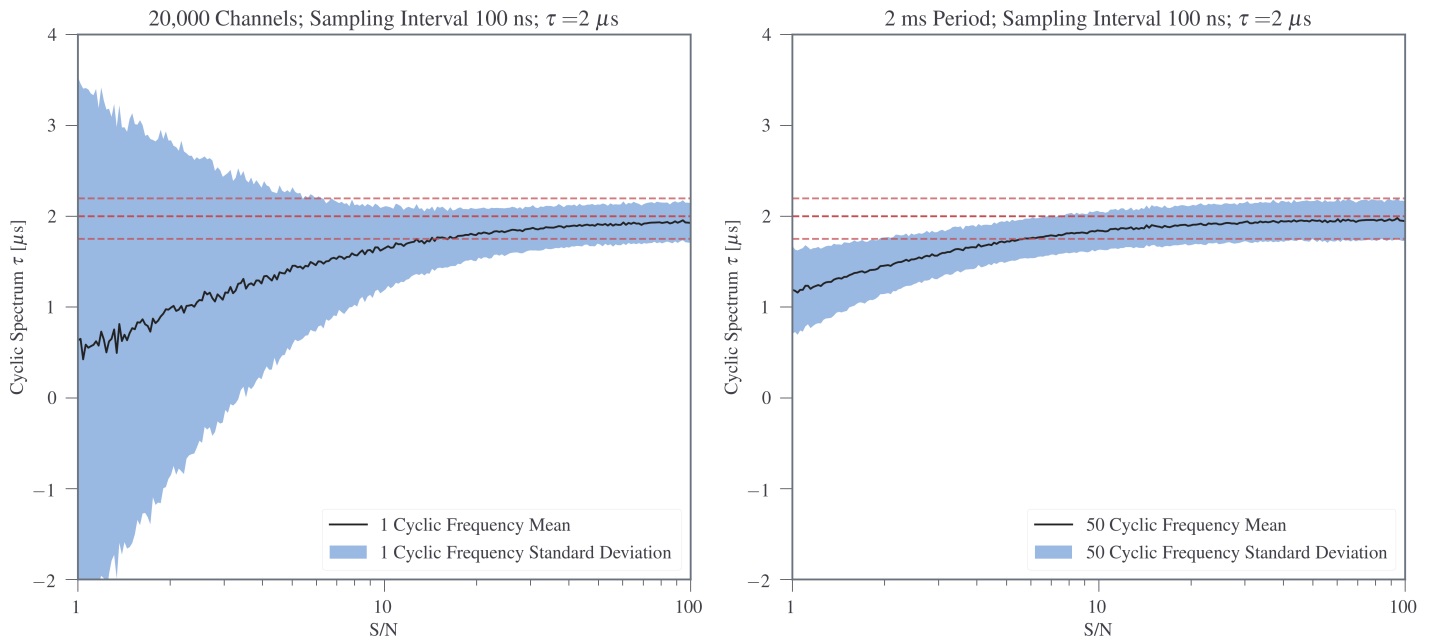 20,000 Channels; Sampling Interval 100 ns; τ =2 μs
4
3
2
1
0
−1
−2
Cyclic Spectrum τ [μs]
1 Cyclic Frequency Mean
1 Cyclic Frequency Standard Deviation
1
10
100
S/N
2 ms Period; Sampling Interval 100 ns; τ =2 μs
4
3
2
1
0
−1
−2
Cyclic Spectrum τ [μs]
50 Cyclic Frequency Mean
50 Cyclic Frequency Standard Deviation
1
10
100
S/N